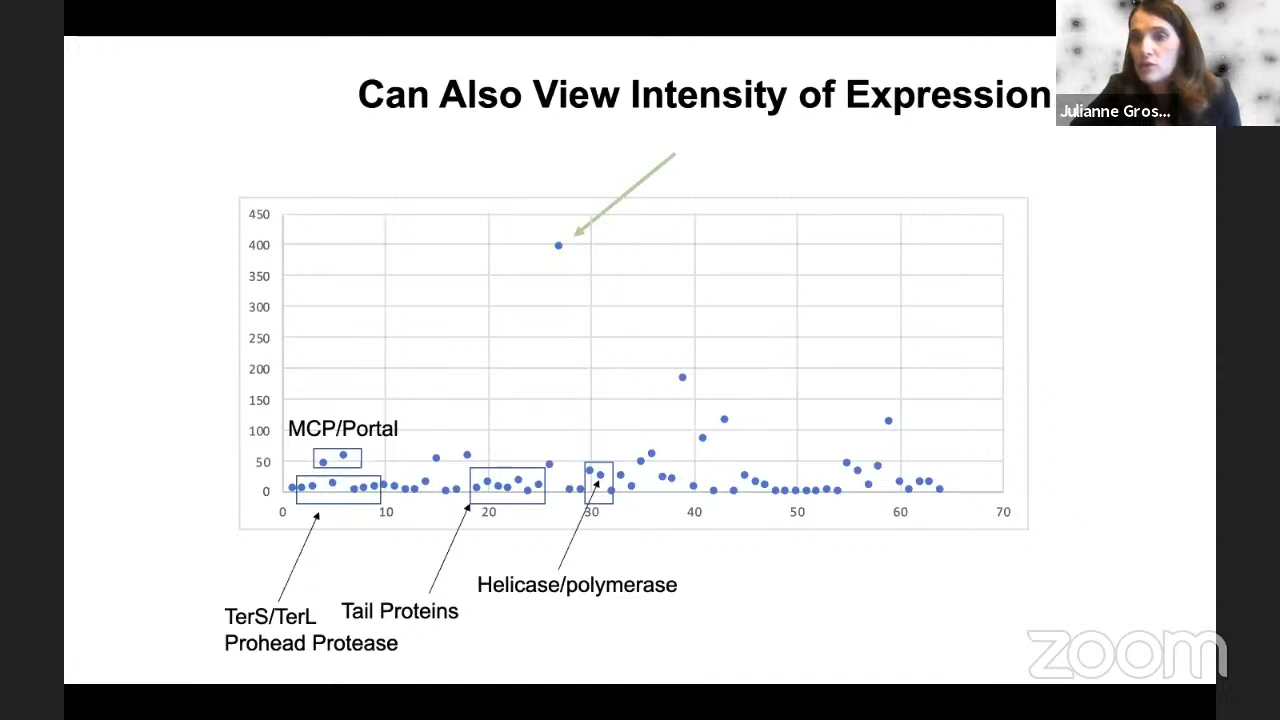 Can Also View Intensity of Expression
Julianne Gros...
450
400
350
300
250
200
150
100
50
0
MCP/Portal
0 10 20 30 40 50 60 70
Helicase/polymerase
Tail Proteins
TerS/TerL
Prohead Protease
zoom